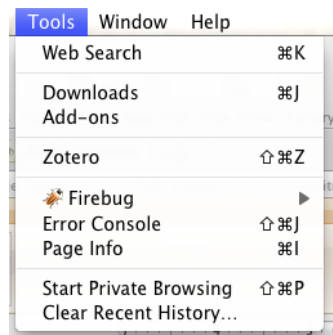 Tools Window Help
Web Search ⌘K
Downloads ⌘J
Add-ons
Zotero ⇧⌘Z
Firebug ▶
Error Console ⇧⌘J
Page Info ⌘I
Start Private Browsing ⇧⌘P
Clear Recent History...